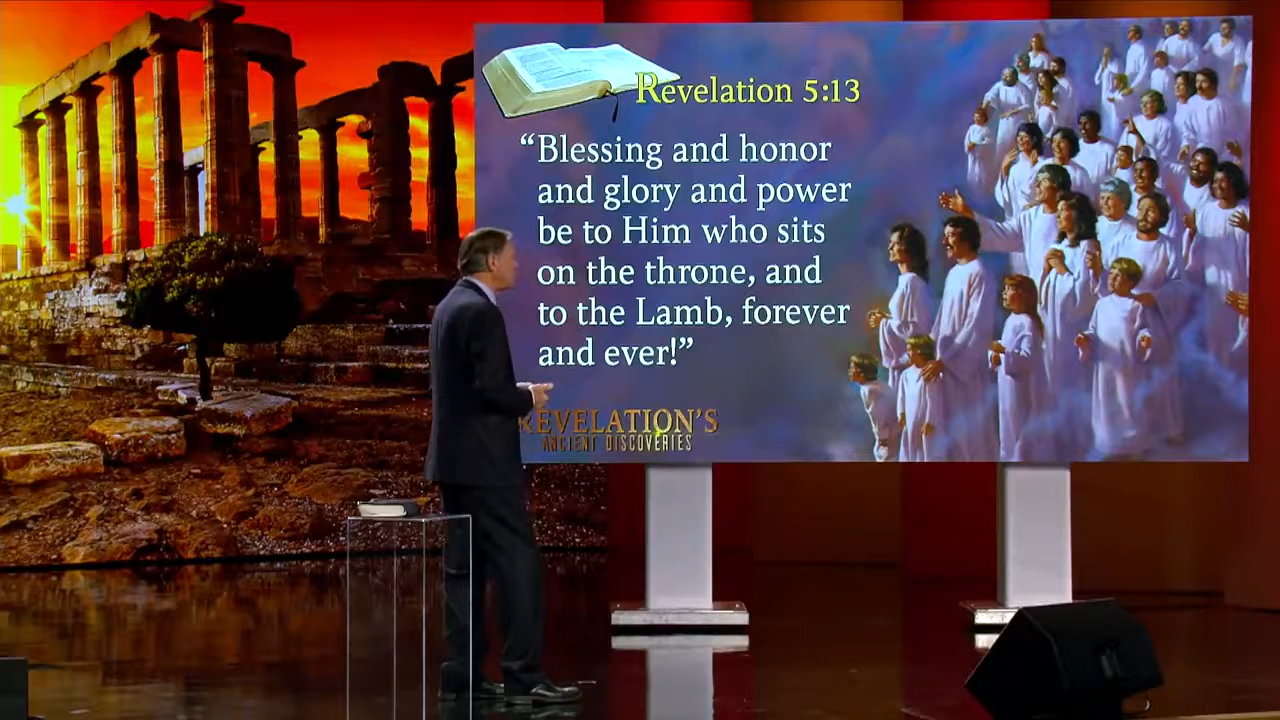 Revelation 5:13
“Blessing and honor
and glory and power
be to Him who sits
on the throne, and
to the Lamb, forever
and ever!”
REVELATION'S
ANCIENT DISCOVERIES